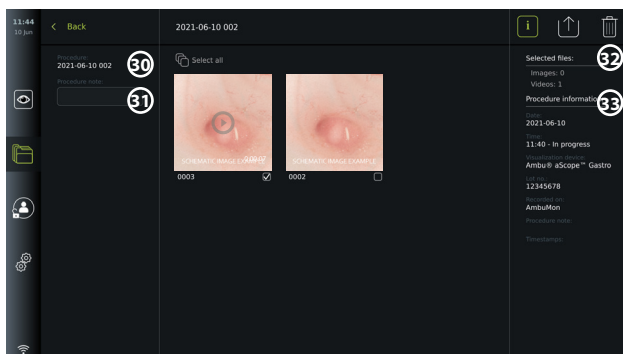 11:44
10 Jun
Back
2021-06-10 002
i
Procedure:
2021-06-10 002
30
Procedure note:
31
Select all
SCHEMATIC IMAGE EXAMPLE
0003
SCHEMATIC IMAGE EXAMPLE
0002
Selected files:
32
Images: 0
Videos: 1
Procedure information
33
Date:
2021-06-10
Time:
11:40 - In progress
Visualization device:
Ambu® aScope™ Gastro
Lot no.:
12345678
Recorded on:
AmbuMon
Procedure note:
Timestamps: